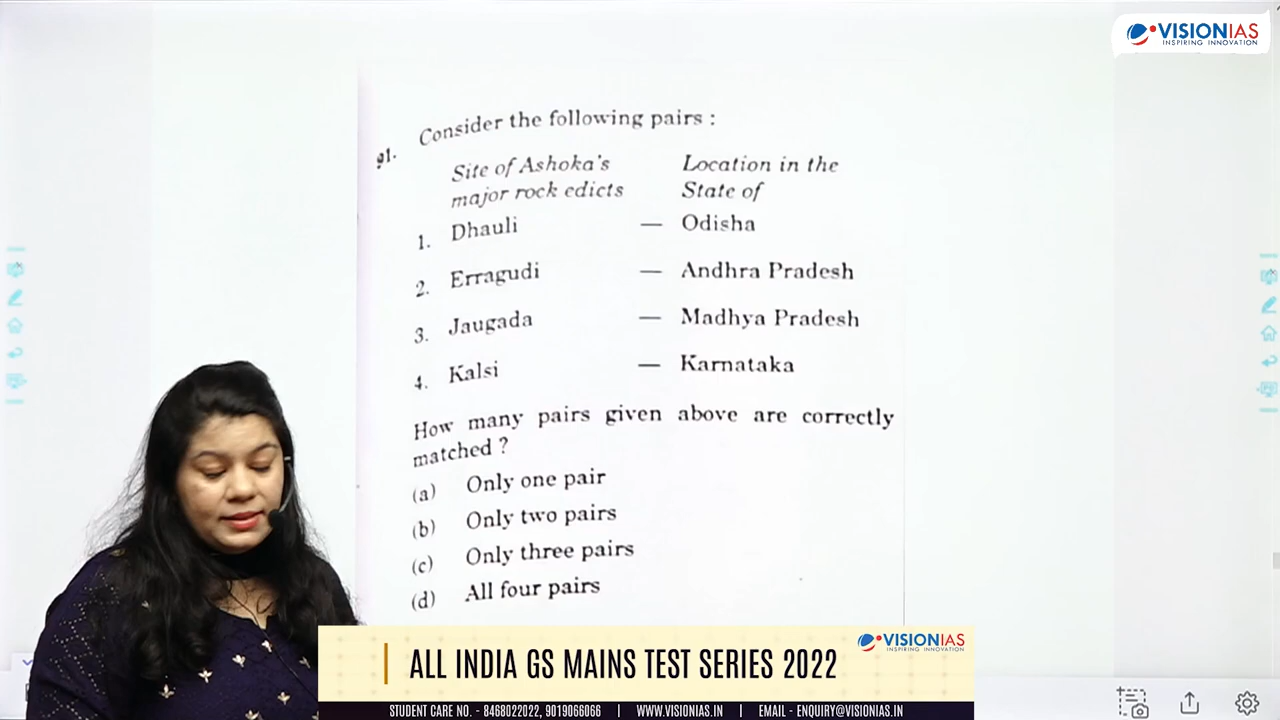 VISIONIAS
INSPIRING INNOVATION
91. Consider the following pairs :
Site of Ashoka's Location in the
major rock edicts State of
1. Dhauli — Odisha
2. Erragudi — Andhra Pradesh
3. Jaugada — Madhya Pradesh
4. Kalsi — Karnataka
How many pairs given above are correctly
matched ?
(a) Only one pair
(b) Only two pairs
(c) Only three pairs
(d) All four pairs
VISIONIAS
INSPIRING INNOVATION
ALL INDIA GS MAINS TEST SERIES 2022
STUDENT CARE NO. - 8468022022, 9019066066 | WWW.VISIONIAS.IN | EMAIL - ENQUIRY@VISIONIAS.IN